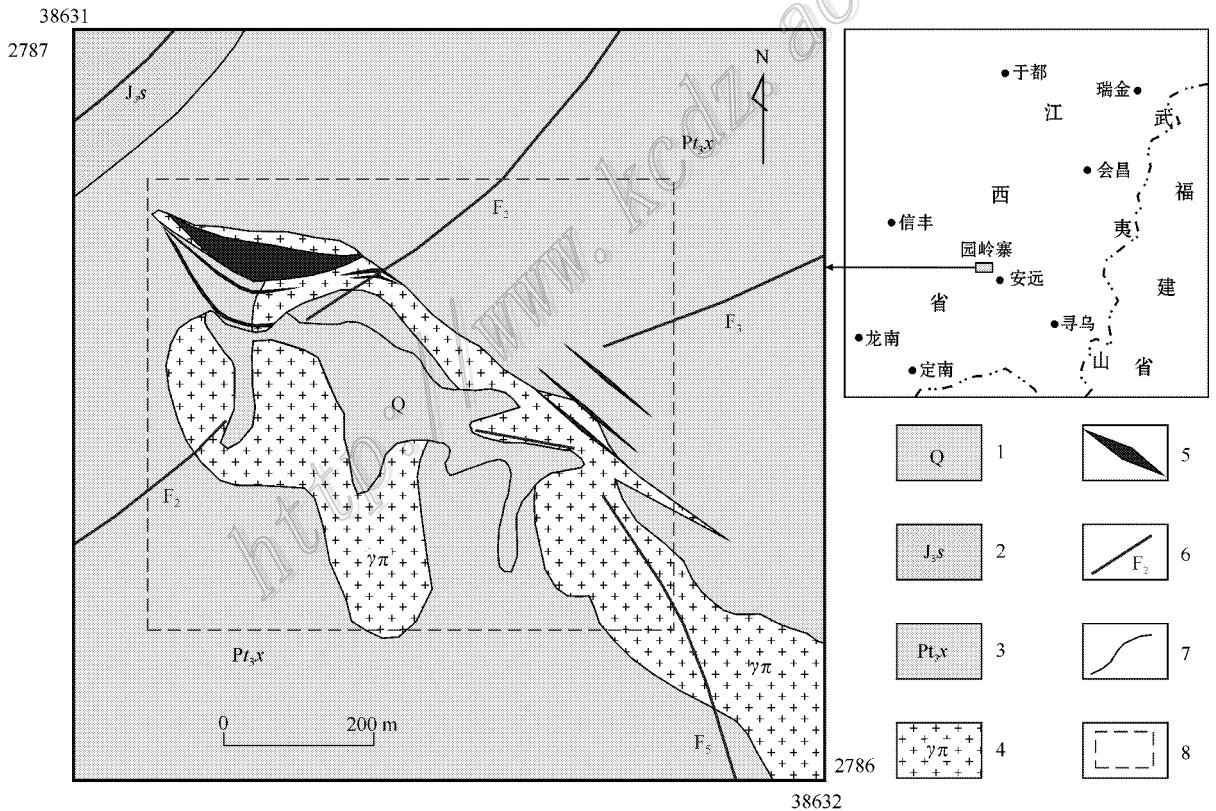 38631
2787
J₃s
N
Pt₃x
F₂
F₃
Q
F₂
γπ
Pt₃x
γπ
0 200 m
F₅
2786
38632
于都
瑞金
江
武
会昌
西
福
信丰
夷
园岭寨
安远
建
省
寻乌
龙南
山 省
定南
Q 1
5
J₃s 2
F₂ 6
Pt₃x 3
7
γπ 4
8